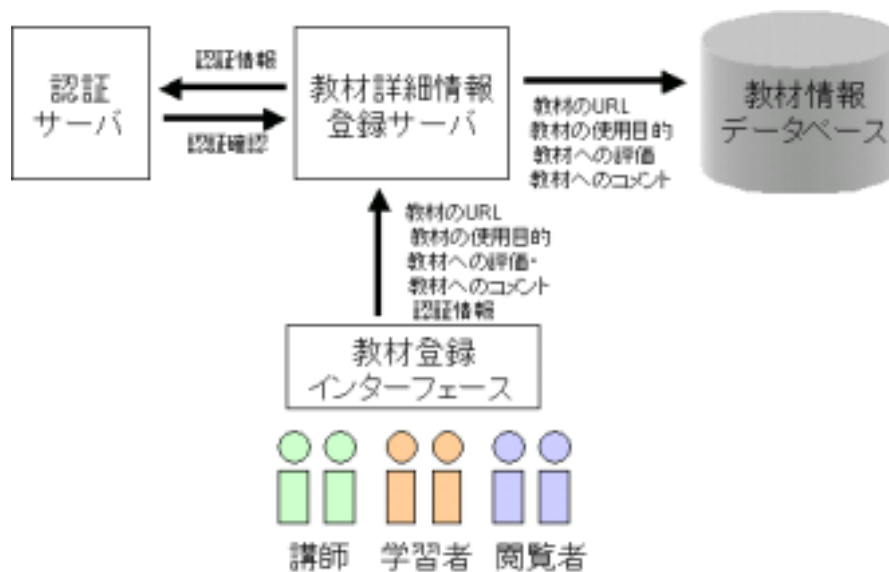 認証
サーバ
認証情報
認証確認
教材詳細情報
登録サーバ
教材のURL
教材の使用目的
教材への評価
教材へのコメント
教材情報
データベース
教材のURL
教材の使用目的
教材への評価・
教材へのコメント
認証情報
教材登録
インターフェース
講師 学習者 閲覧者